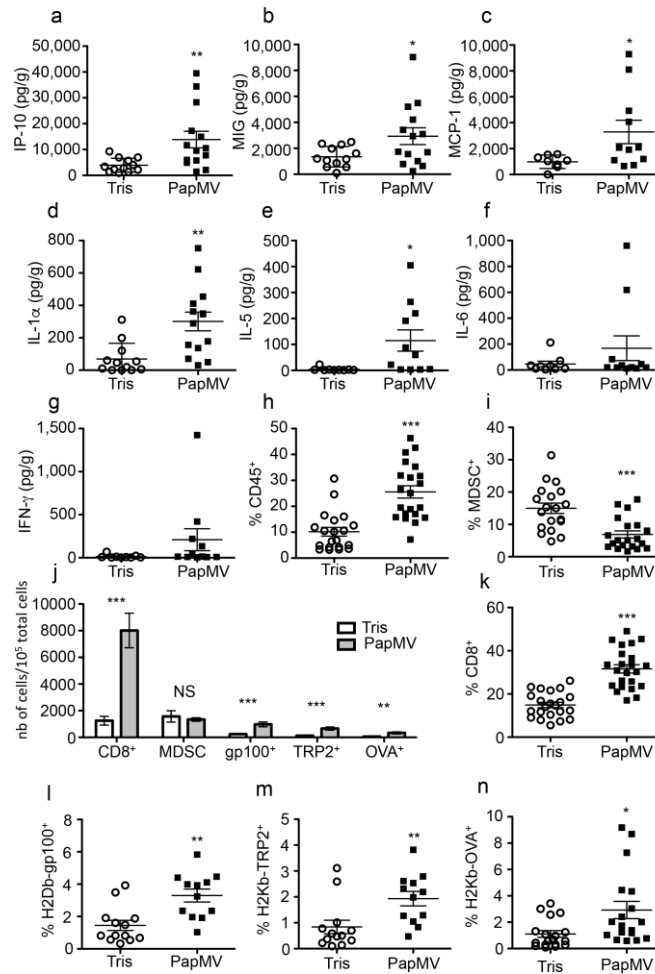 a
IP-10 (pg/g)
50,000
40,000
30,000
20,000
10,000
0
**
Tris PapMV
b
MIG (pg/g)
10,000
8,000
6,000
4,000
2,000
0
*
Tris PapMV
c
MCP-1 (pg/g)
10,000
8,000
6,000
4,000
2,000
0
*
Tris PapMV
d
IL-1α (pg/g)
800
600
400
200
0
**
Tris PapMV
e
IL-5 (pg/g)
500
400
300
200
100
0
*
Tris PapMV
f
IL-6 (pg/g)
1,000
800
600
400
200
0
Tris PapMV
g
IFN-γ (pg/g)
1,500
1,000
500
0
Tris PapMV
h
% CD45⁺
50
40
30
20
10
0
***
Tris PapMV
i
% MDSC⁺
40
30
20
10
0
***
Tris PapMV
j
nb of cells/10⁵ total cells
10000
8000
6000
4000
2000
0
***
NS
***
***
**
Tris
PapMV
CD8⁺ MDSC gp100⁺ TRP2⁺ OVA⁺
k
% CD8⁺
60
40
20
0
***
Tris PapMV
l
% H2Db-gp100⁺
8
6
4
2
0
**
Tris PapMV
m
% H2Kb-TRP2⁺
5
4
3
2
1
0
**
Tris PapMV
n
% H2Kb-OVA⁺
10
8
6
4
2
0
*
Tris PapMV